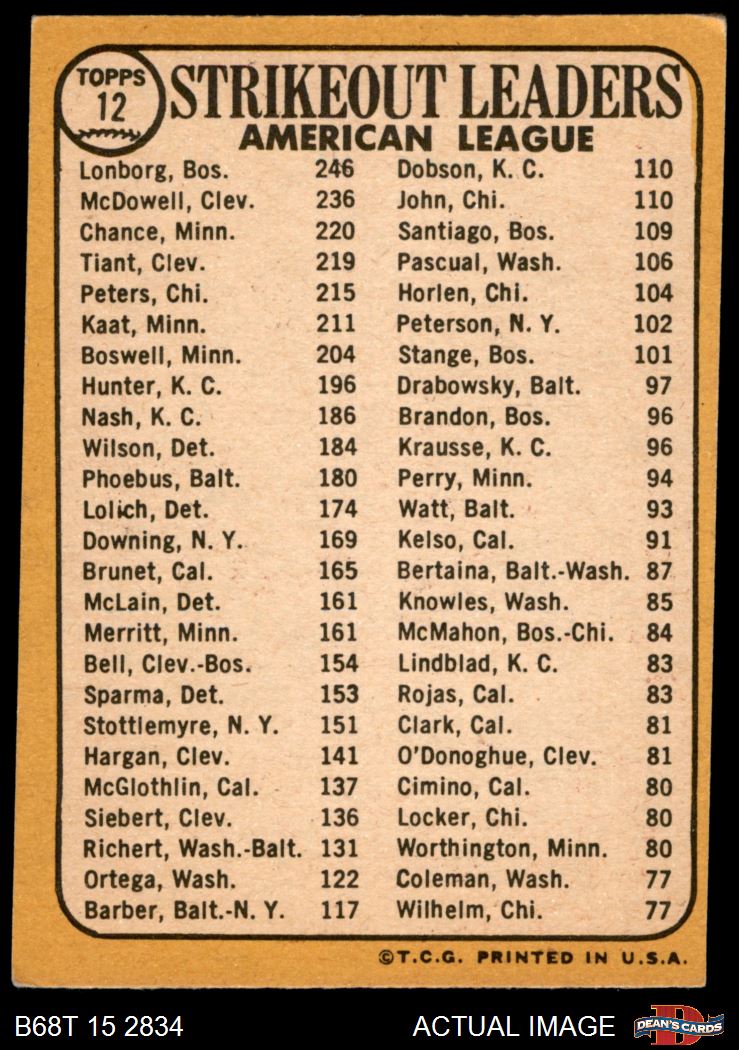 TOPPS
12
STRIKEOUT LEADERS
AMERICAN LEAGUE
Lonborg, Bos. 246
McDowell, Clev. 236
Chance, Minn. 220
Tiant, Clev. 219
Peters, Chi. 215
Kaat, Minn. 211
Boswell, Minn. 204
Hunter, K. C. 196
Nash, K. C. 186
Wilson, Det. 184
Phoebus, Balt. 180
Lolich, Det. 174
Downing, N. Y. 169
Brunet, Cal. 165
McLain, Det. 161
Merritt, Minn. 161
Bell, Clev.-Bos. 154
Sparma, Det. 153
Stottlemyre, N. Y. 151
Hargan, Clev. 141
McGlothlin, Cal. 137
Siebert, Clev. 136
Richert, Wash.-Balt. 131
Ortega, Wash. 122
Barber, Balt.-N. Y. 117
Dobson, K. C. 110
John, Chi. 110
Santiago, Bos. 109
Pascual, Wash. 106
Horlen, Chi. 104
Peterson, N. Y. 102
Stange, Bos. 101
Drabowsky, Balt. 97
Brandon, Bos. 96
Krausse, K. C. 96
Perry, Minn. 94
Watt, Balt. 93
Kelso, Cal. 91
Bertaina, Balt.-Wash. 87
Knowles, Wash. 85
McMahon, Bos.-Chi. 84
Lindblad, K. C. 83
Rojas, Cal. 83
Clark, Cal. 81
O'Donoghue, Clev. 81
Cimino, Cal. 80
Locker, Chi. 80
Worthington, Minn. 80
Coleman, Wash. 77
Wilhelm, Chi. 77
©T.C.G. PRINTED IN U.S.A.
B68T 15 2834
ACTUAL IMAGE
D
DEAN'S CARDS